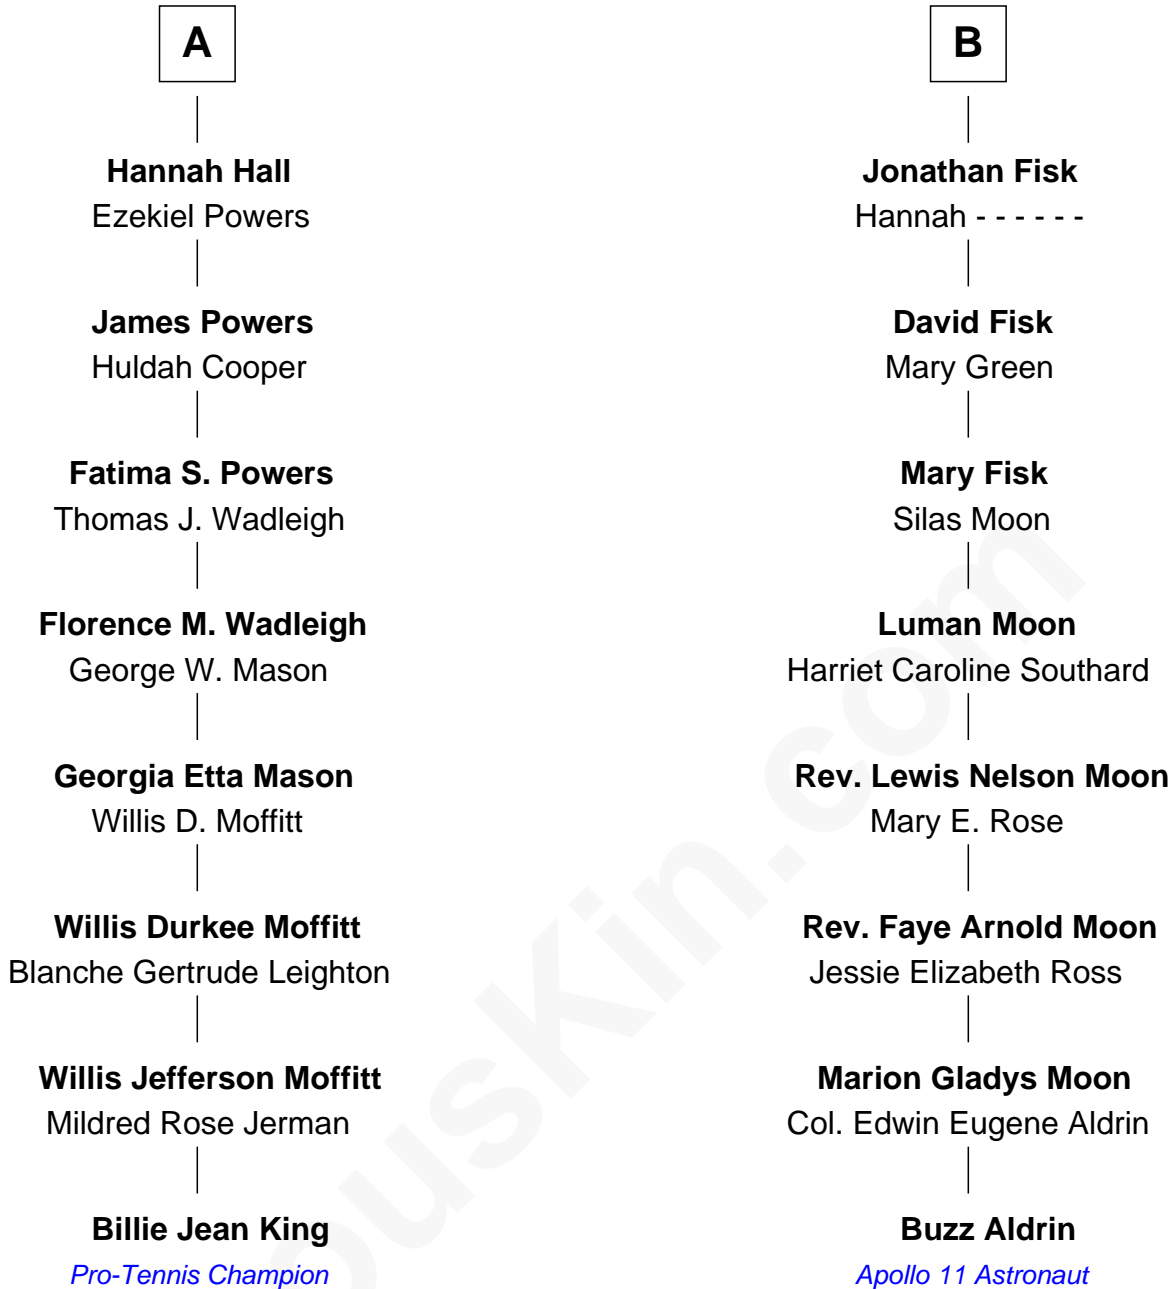 A
B
Hannah Hall
Ezekiel Powers
Jonathan Fisk
Hannah - - - - - -
James Powers
Huldah Cooper
David Fisk
Mary Green
Fatima S. Powers
Thomas J. Wadleigh
Mary Fisk
Silas Moon
Florence M. Wadleigh
George W. Mason
Luman Moon
Harriet Caroline Southard
Georgia Etta Mason
Willis D. Moffitt
Rev. Lewis Nelson Moon
Mary E. Rose
Willis Durkee Moffitt
Blanche Gertrude Leighton
Rev. Faye Arnold Moon
Jessie Elizabeth Ross
Willis Jefferson Moffitt
Mildred Rose Jerman
Marion Gladys Moon
Col. Edwin Eugene Aldrin
Billie Jean King
Pro-Tennis Champion
Buzz Aldrin
Apollo 11 Astronaut
ousKin.com